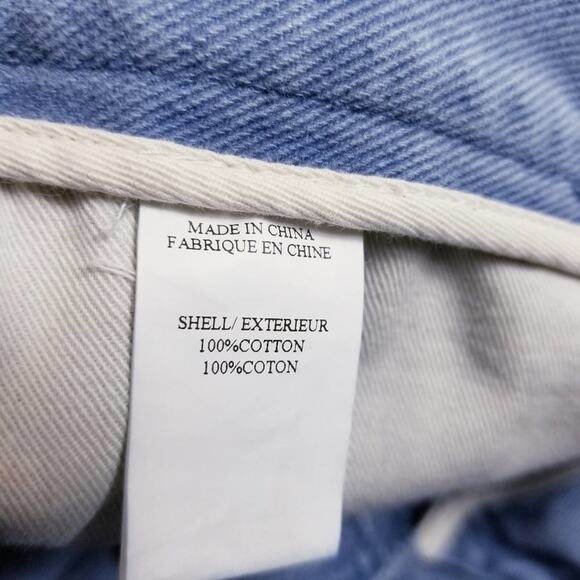 MADE IN CHINA
FABRIQUE EN CHINE
SHELL/ EXTERIEUR
100%COTTON
100%COTON